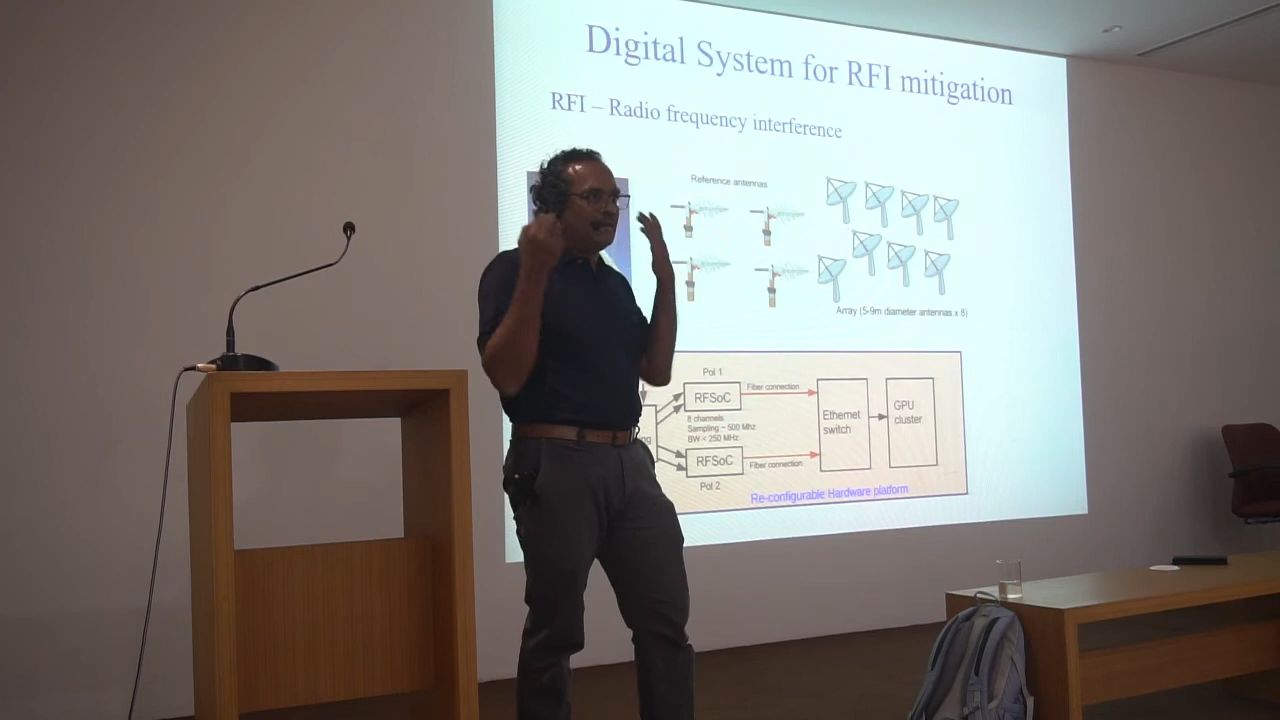 Digital System for RFI mitigation
RFI – Radio frequency interference
Reference antennas
Array (5-9m diameter antennas x 8)
Pol 1
RFSoC
Fiber connection
8 channels
Sampling ~ 500 Mhz
BW < 250 MHz
ng
RFSoC
Fiber connection
Pol 2
Ethernet
switch
GPU
cluster
Re-configurable Hardware platform